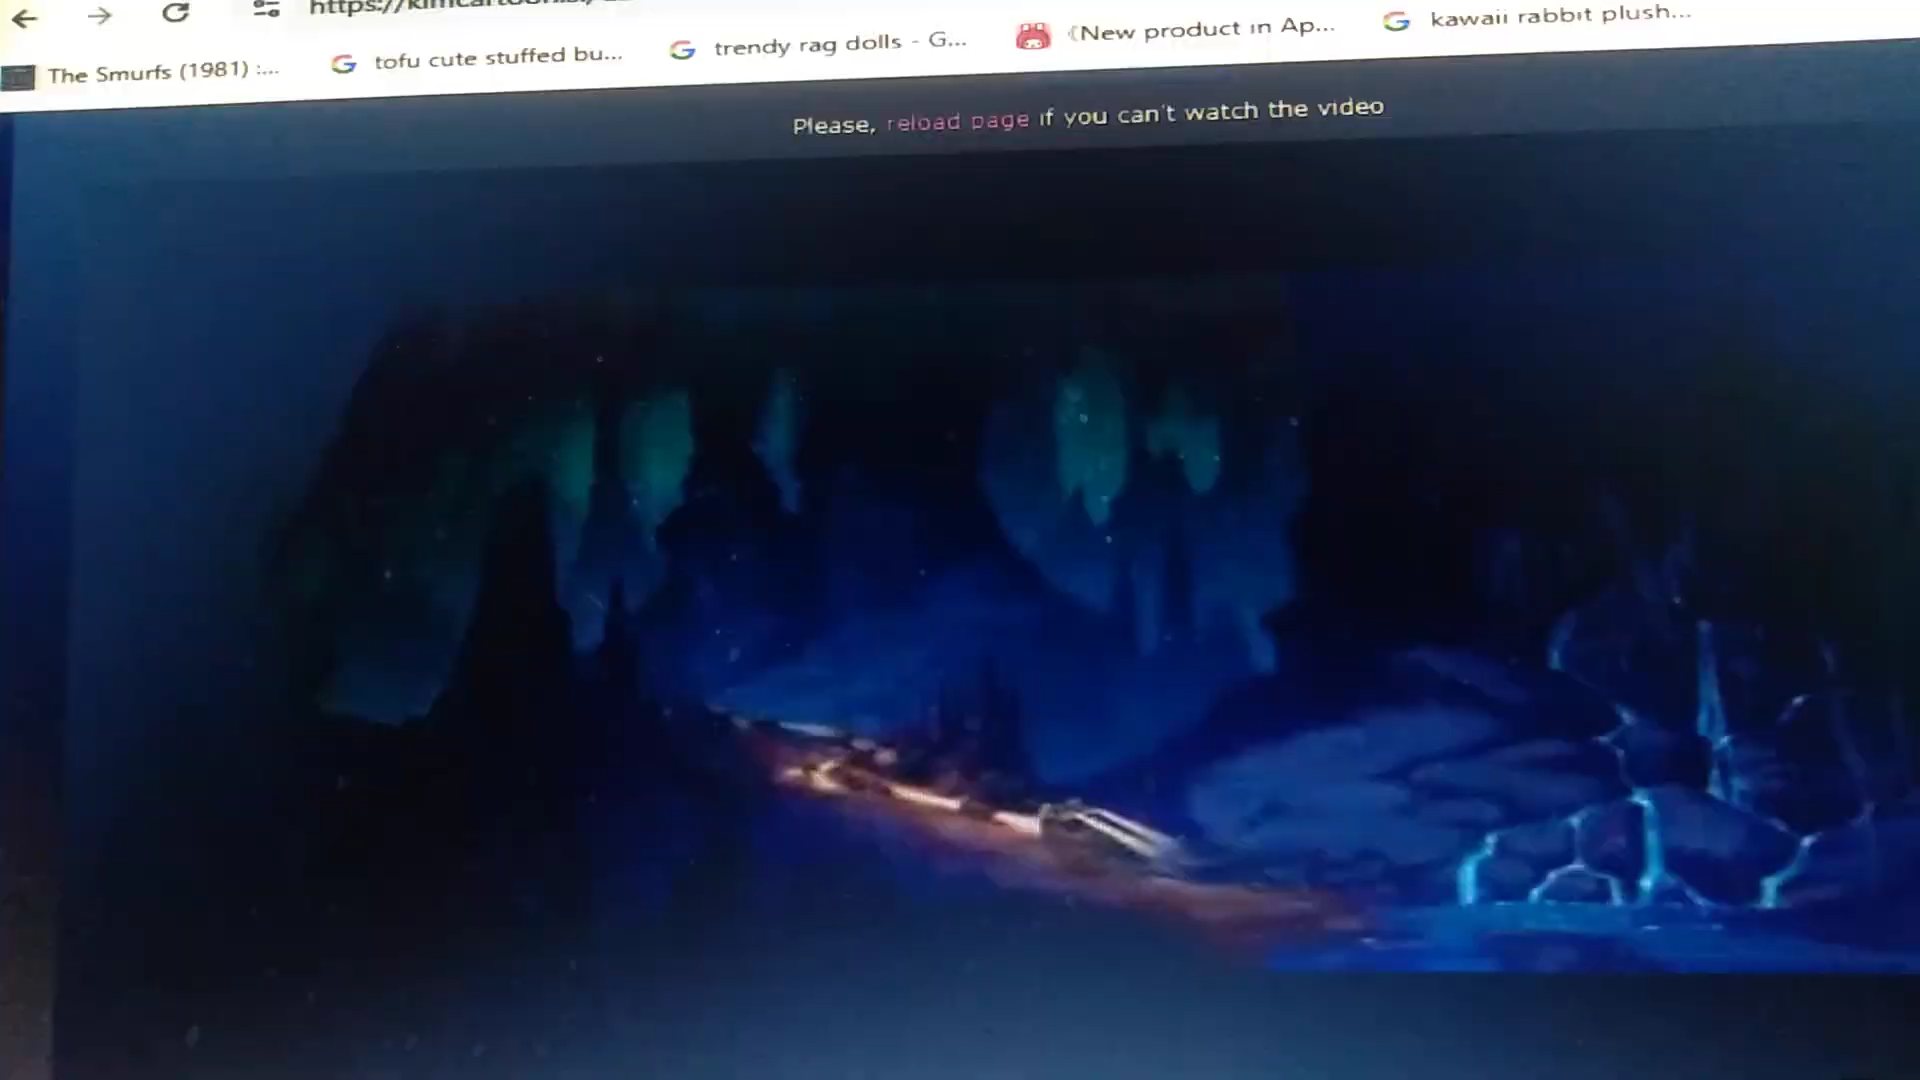 The Smurfs (1981) :...
tofu cute stuffed bu...
trendy rag dolls - G...
《New product in Ap...
kawaii rabbit plush...
Please, reload page if you can't watch the video